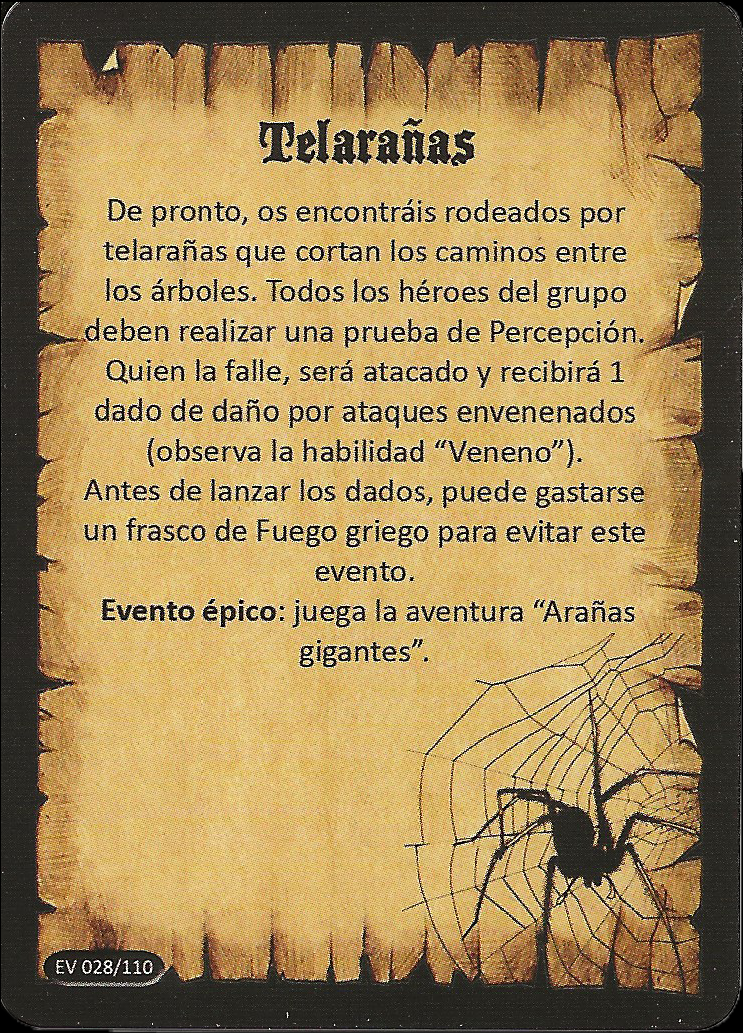 Telarañas
De pronto, os encontráis rodeados por
telarañas que cortan los caminos entre
los árboles. Todos los héroes del grupo
deben realizar una prueba de Percepción.
Quien la falle, será atacado y recibirá 1
dado de daño por ataques envenenados
(observa la habilidad “Veneno”).
Antes de lanzar los dados, puede gastarse
un frasco de Fuego griego para evitar este
evento.
Evento épico: juega la aventura “Arañas
gigantes”.
EV 028/110